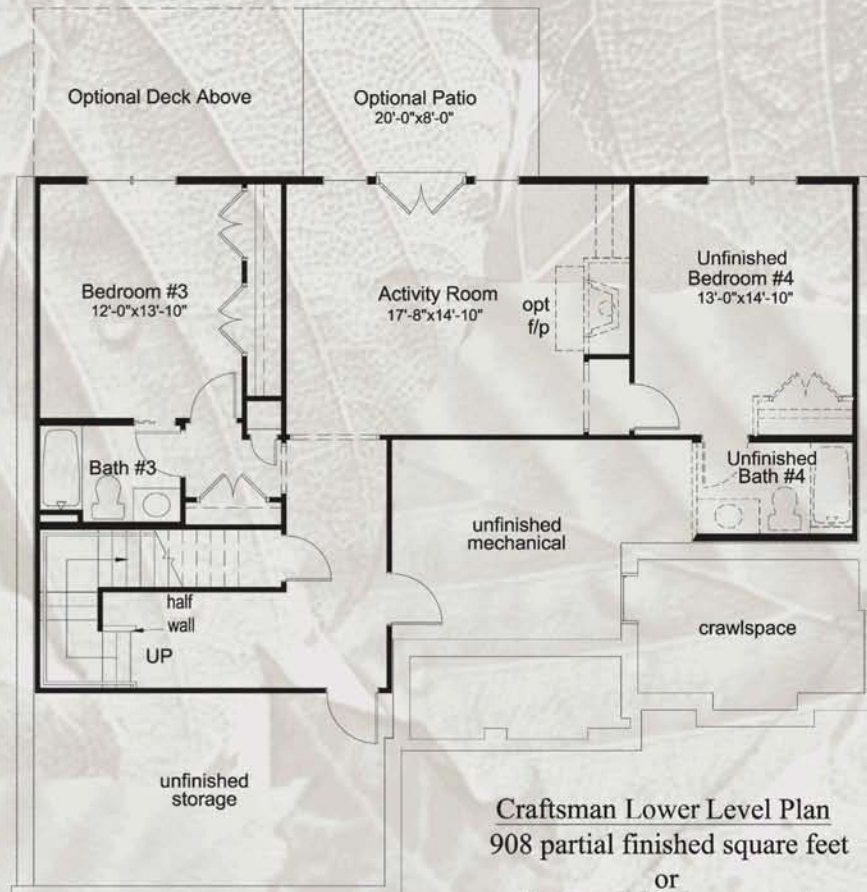 Optional Deck Above
Optional Patio
20'-0"x8'-0"
Bedroom #3
12'-0"x13'-10"
Activity Room
17'-8"x14'-10"
opt
f/p
Unfinished
Bedroom #4
13'-0"x14'-10"
Bath #3
Unfinished
Bath #4
unfinished
mechanical
half
wall
UP
crawlspace
unfinished
storage
Craftsman Lower Level Plan
908 partial finished square feet
or